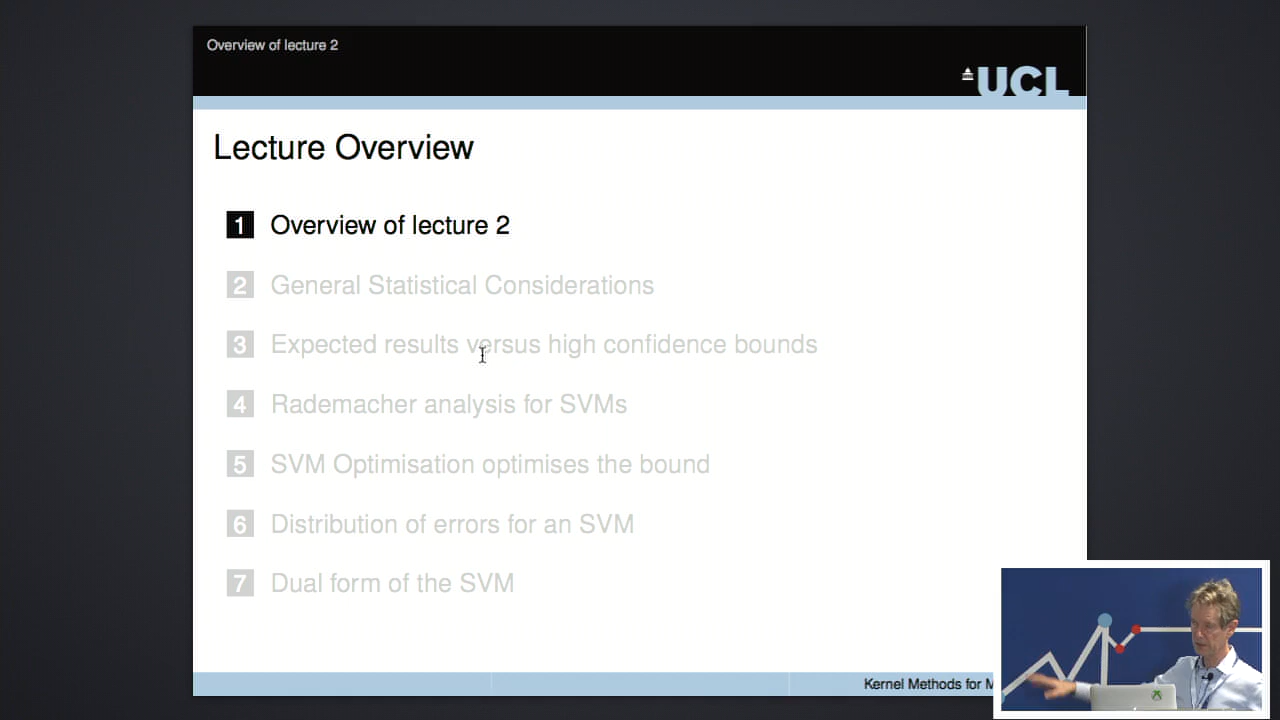 Overview of lecture 2
UCL
Lecture Overview
1 Overview of lecture 2
2 General Statistical Considerations
3 Expected results versus high confidence bounds
4 Rademacher analysis for SVMs
5 SVM Optimisation optimises the bound
6 Distribution of errors for an SVM
7 Dual form of the SVM
Kernel Methods for